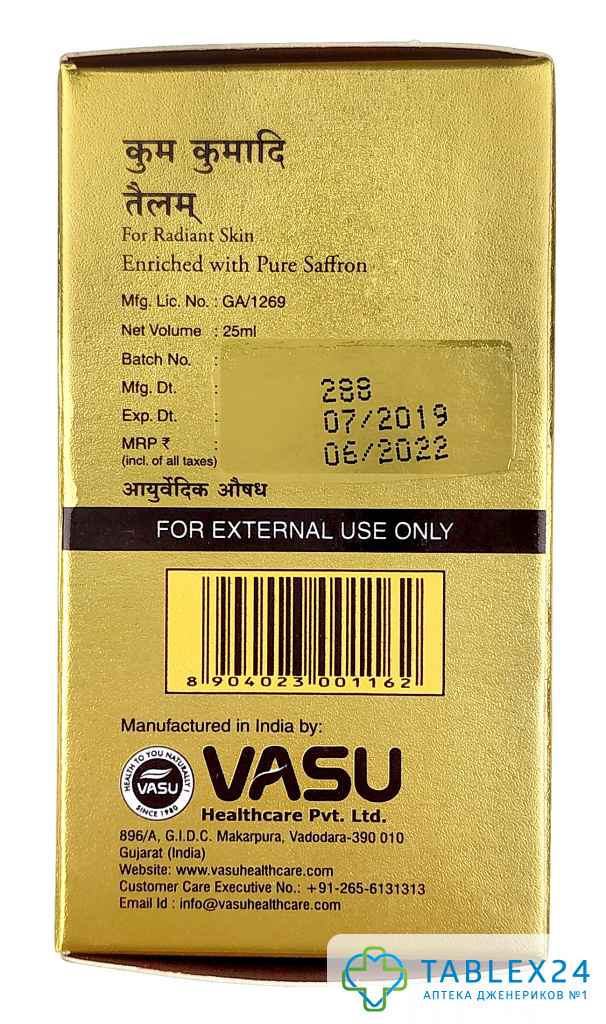 कुम कुमादि
तैलम्
For Radiant Skin
Enriched with Pure Saffron
Mfg. Lic. No. : GA/1269
Net Volume : 25ml
Batch No. :
Mfg. Dt. : 288
Exp. Dt. : 07/2019
MRP ₹ : 06/2022
(incl. of all taxes)
आयुर्वेदिक औषध
FOR EXTERNAL USE ONLY
8 904023 001162
Manufactured in India by:
HEALTH TO YOU NATURALLY !
VASU
SINCE 1980
VASU
Healthcare Pvt. Ltd.
896/A, G.I.D.C. Makarpura, Vadodara-390 010
Gujarat (India)
Website: www.vasuhealthcare.com
Customer Care Executive No.: +91-265-6131313
Email Id : info@vasuhealthcare.com
TABLEX24
АПТЕКА ДЖЕНЕРИКОВ №1